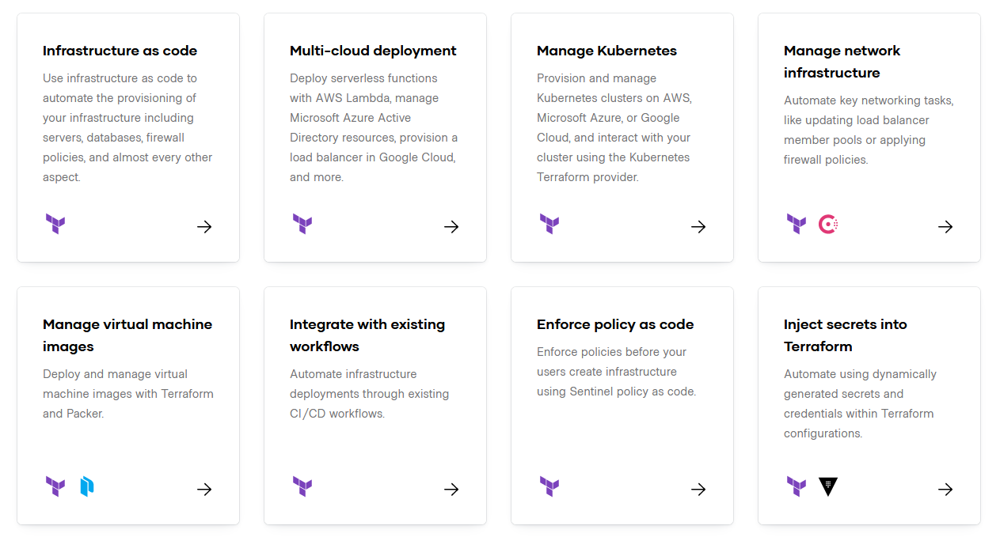 Infrastructure as code
Use infrastructure as code to
automate the provisioning of
your infrastructure including
servers, databases, firewall
policies, and almost every other
aspect.
Multi-cloud deployment
Deploy serverless functions
with AWS Lambda, manage
Microsoft Azure Active
Directory resources, provision a
load balancer in Google Cloud,
and more.
Manage Kubernetes
Provision and manage
Kubernetes clusters on AWS,
Microsoft Azure, or Google
Cloud, and interact with your
cluster using the Kubernetes
Terraform provider.
Manage network
infrastructure
Automate key networking tasks,
like updating load balancer
member pools or applying
firewall policies.
Manage virtual machine
images
Deploy and manage virtual
machine images with Terraform
and Packer.
Integrate with existing
workflows
Automate infrastructure
deployments through existing
CI/CD workflows.
Enforce policy as code
Enforce policies before your
users create infrastructure
using Sentinel policy as code.
Inject secrets into
Terraform
Automate using dynamically
generated secrets and
credentials within Terraform
configurations.